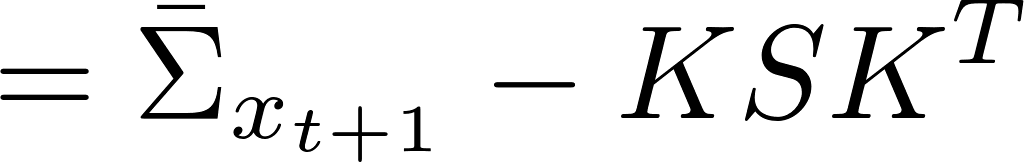 = \bar{\Sigma}_{x_{t+1}} - KSK^T